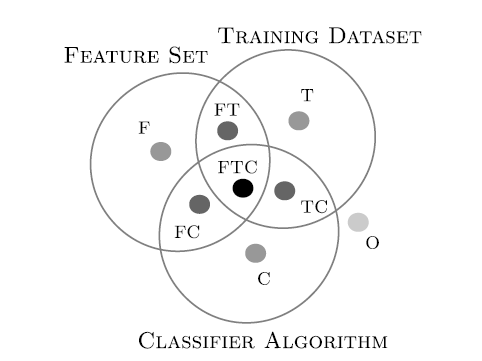 Training Dataset
Feature Set
T
FT
F
FTC
TC
FC
O
C
Classifier Algorithm